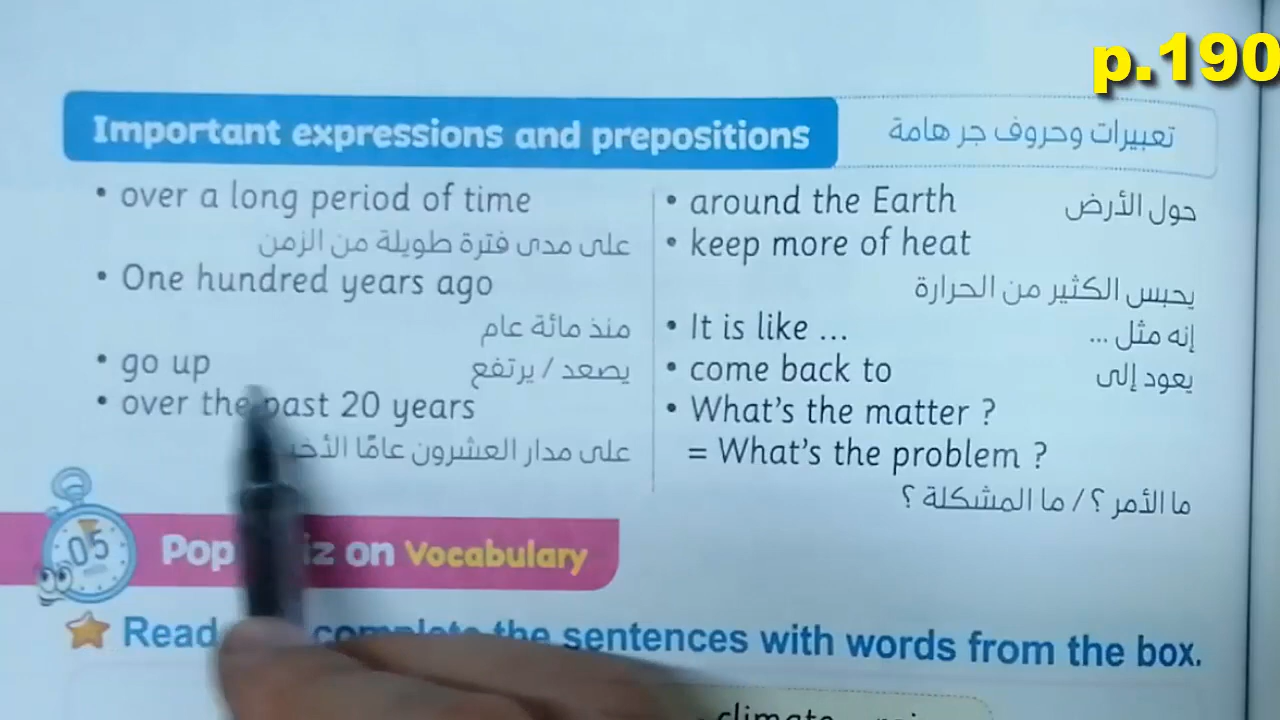 p.190
Important expressions and prepositions
تعبيرات وحروف جر هامة
• over a long period of time
على مدى فترة طويلة من الزمن
• One hundred years ago
منذ مائة عام
• go up يصعد / يرتفع
• over the past 20 years
على مدار العشرون عامًا
• around the Earth حول الأرض
• keep more of heat
يحبس الكثير من الحرارة
• It is like ... إنه مثل ...
• come back to يعود إلى
• What's the matter ?
= What's the problem ?
ما الأمر ؟ / ما المشكلة ؟
05
Pop on Vocabulary
Read complete the sentences with words from the box.
climate